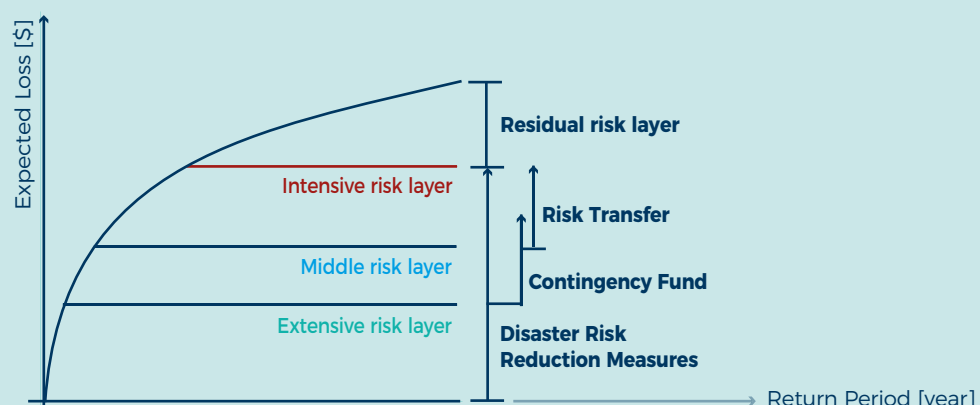 Expected Loss [$]
Residual risk layer
Intensive risk layer
Risk Transfer
Middle risk layer
Contingency Fund
Extensive risk layer
Disaster Risk
Reduction Measures
Return Period [year]